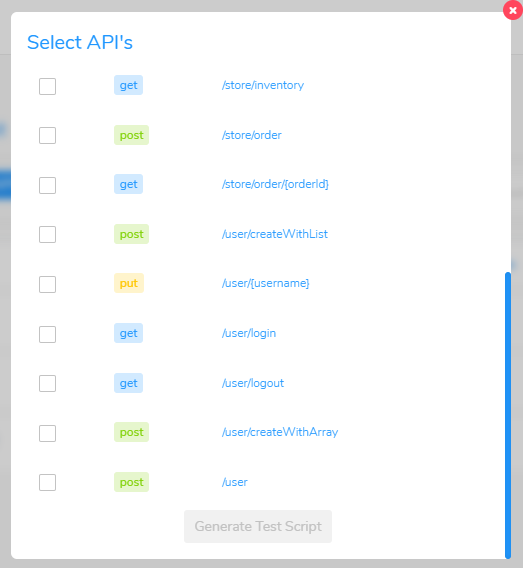 Select API's
get /store/inventory
post /store/order
get /store/order/{orderId}
post /user/createWithList
put /user/{username}
get /user/login
get /user/logout
post /user/createWithArray
post /user
Generate Test Script